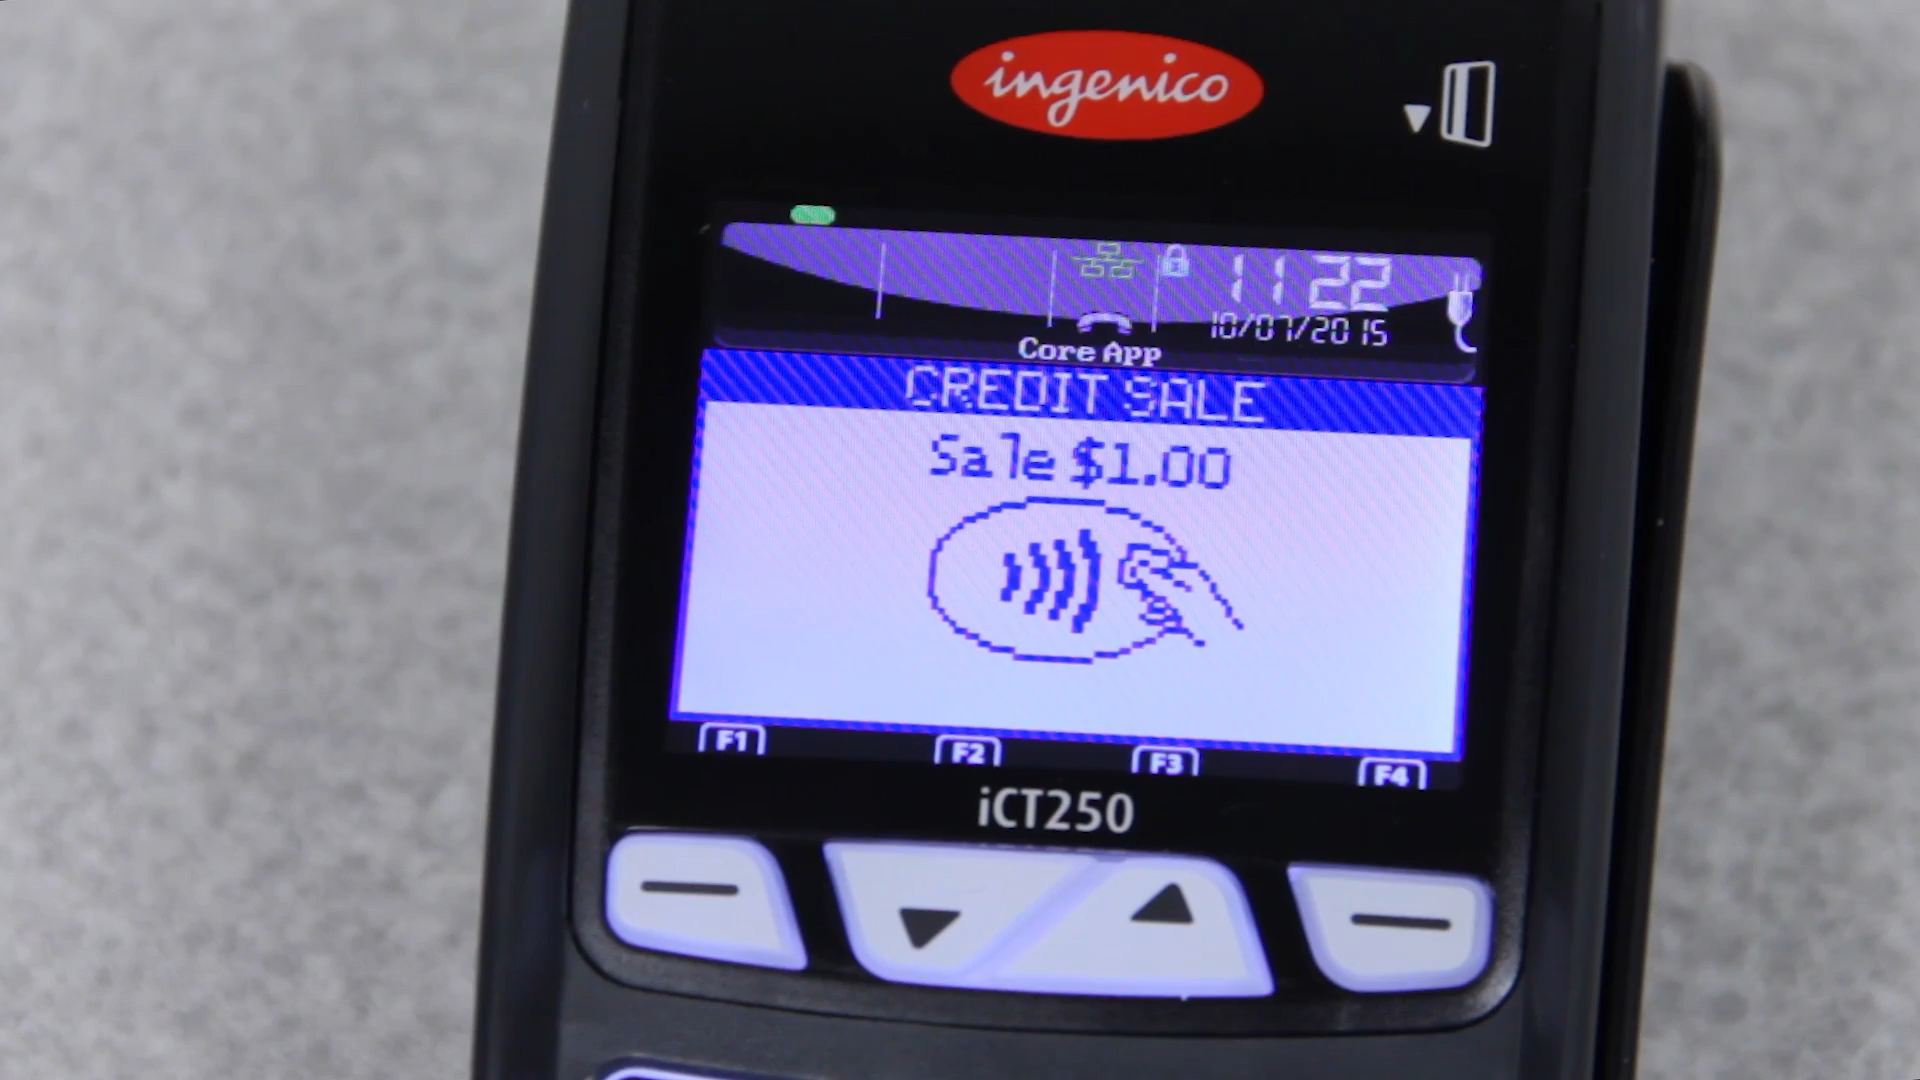 ingenico
11 22
10/07/2015
Core App
CREDIT SALE
Sale $1.00
F1 F2 F3 F4
iCT250